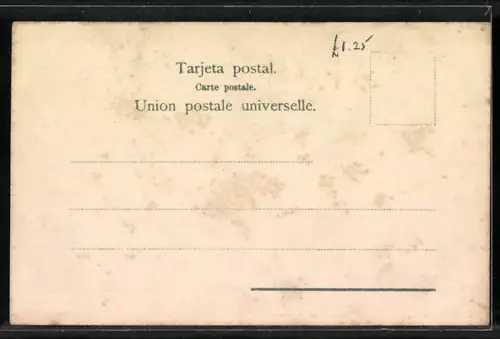 £1.25
Tarjeta postal.
Carte postale.
Union postale universelle.